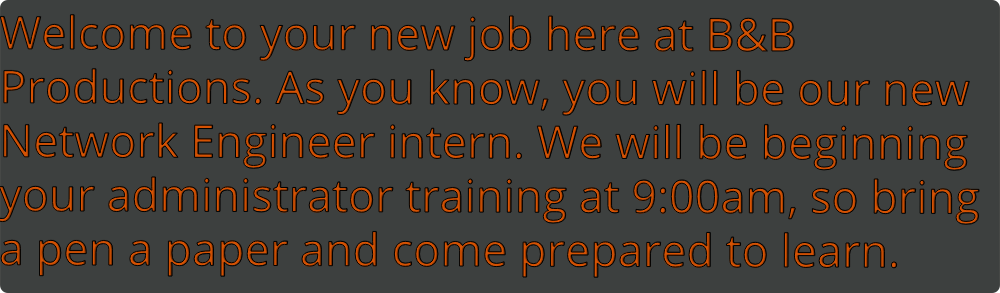 Welcome to your new job here at B&B
Productions. As you know, you will be our new
Network Engineer intern. We will be beginning
your administrator training at 9:00am, so bring
a pen a paper and come prepared to learn.